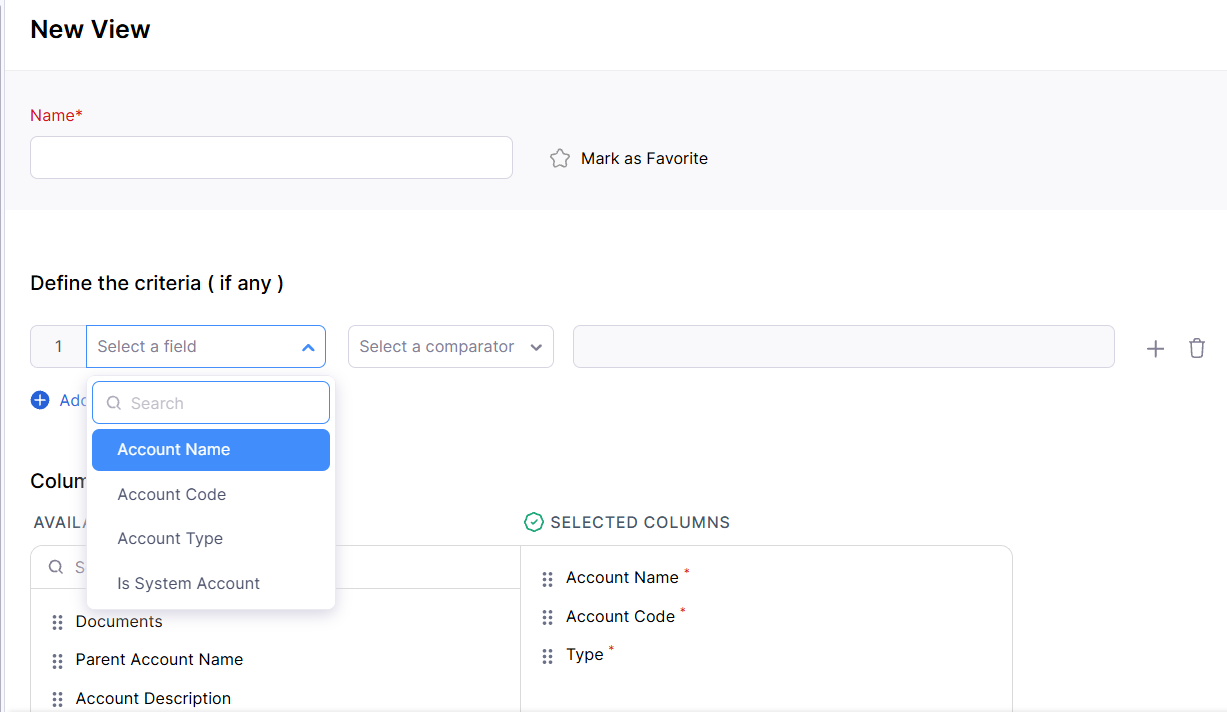 New View
Name*
Mark as Favorite
Define the criteria ( if any )
1 Select a field Select a comparator
Search
Account Name
Account Code
Account Type
Is System Account
SELECTED COLUMNS
Documents
Parent Account Name
Account Description
Account Name *
Account Code *
Type *